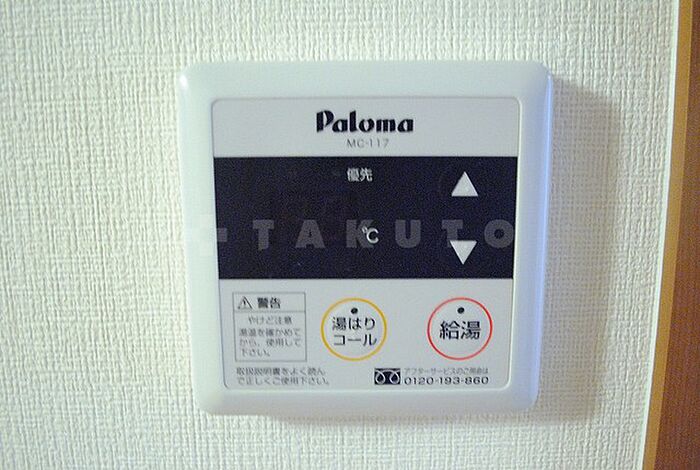 Paloma
MC-117
優先
TAKUTO
℃
▲
▼
⚠ 警告
やけど注意
湯温を確かめて
から、使用して
下さい。
湯はり
コール
給湯
取扱説明書をよく読ん
で正しくご使用下さい。
アフターサービスのご用命は
0120-193-860